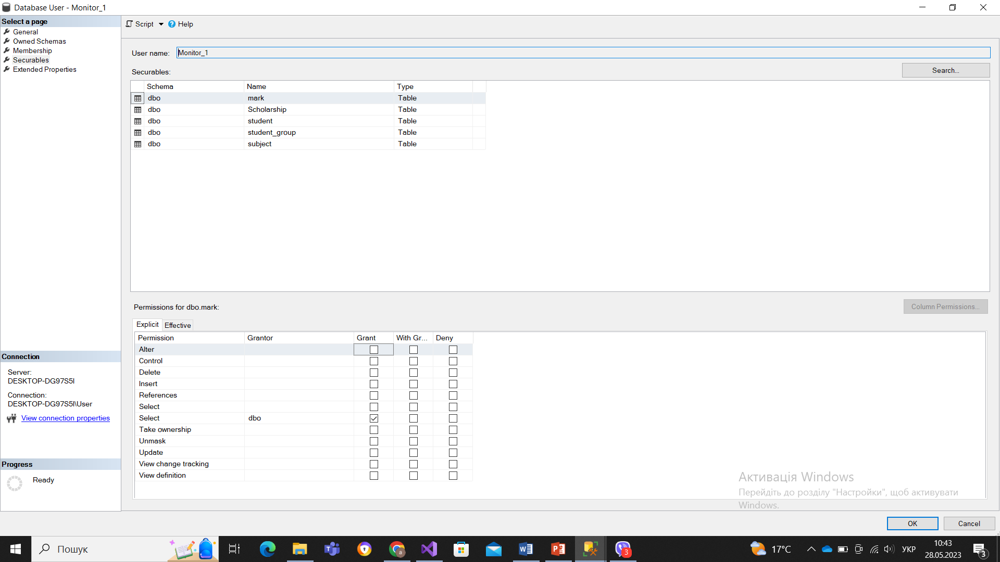 Database User - Monitor_1
Select a page
General
Owned Schemas
Membership
Securables
Extended Properties
Script
Help
User name:
Monitor_1
Securables:
Search...
Schema Name Type
dbo mark Table
dbo Scholarship Table
dbo student Table
dbo student_group Table
dbo subject Table
Permissions for dbo.mark:
Column Permissions...
Explicit
Effective
Permission Grantor Grant With Gr... Deny
Alter
Control
Delete
Insert
References
Select
Select dbo
Take ownership
Unmask
Update
View change tracking
View definition
Connection
Server:
DESKTOP-DG97S5I
Connection:
DESKTOP-DG97S5I\User
View connection properties
Progress
Ready
Активація Windows
Перейдіть до розділу "Настройки", щоб активувати
Windows.
OK
Cancel
Пошук
3
17°C
УКР
10:43
28.05.2023
3